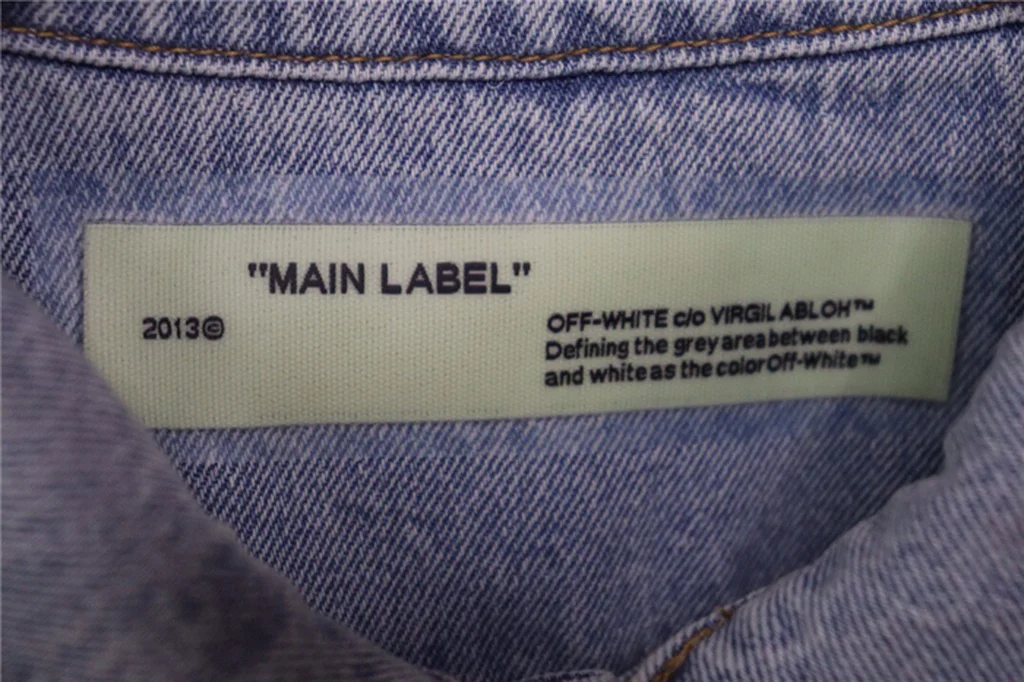 "MAIN LABEL"
2013©
OFF-WHITE c/o VIRGIL ABLOH™
Defining the grey area between black
and white as the color Off-White™